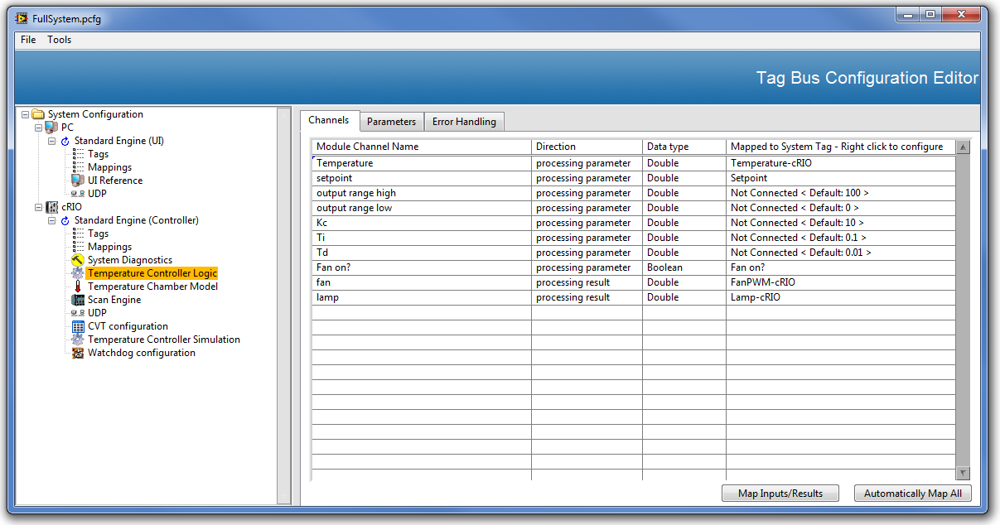 FullSystem.pcfg
File Tools
Tag Bus Configuration Editor
System Configuration
PC
Standard Engine (UI)
Tags
Mappings
UI Reference
UDP
cRIO
Standard Engine (Controller)
Tags
Mappings
System Diagnostics
Temperature Controller Logic
Temperature Chamber Model
Scan Engine
UDP
CVT configuration
Temperature Controller Simulation
Watchdog configuration
Channels Parameters Error Handling
Module Channel Name Direction Data type Mapped to System Tag - Right click to configure
Temperature processing parameter Double Temperature-cRIO
setpoint processing parameter Double Setpoint
output range high processing parameter Double Not Connected < Default: 100 >
output range low processing parameter Double Not Connected < Default: 0 >
Kc processing parameter Double Not Connected < Default: 10 >
Ti processing parameter Double Not Connected < Default: 0.1 >
Td processing parameter Double Not Connected < Default: 0.01 >
Fan on? processing parameter Boolean Fan on?
fan processing result Double FanPWM-cRIO
lamp processing result Double Lamp-cRIO
Map Inputs/Results Automatically Map All